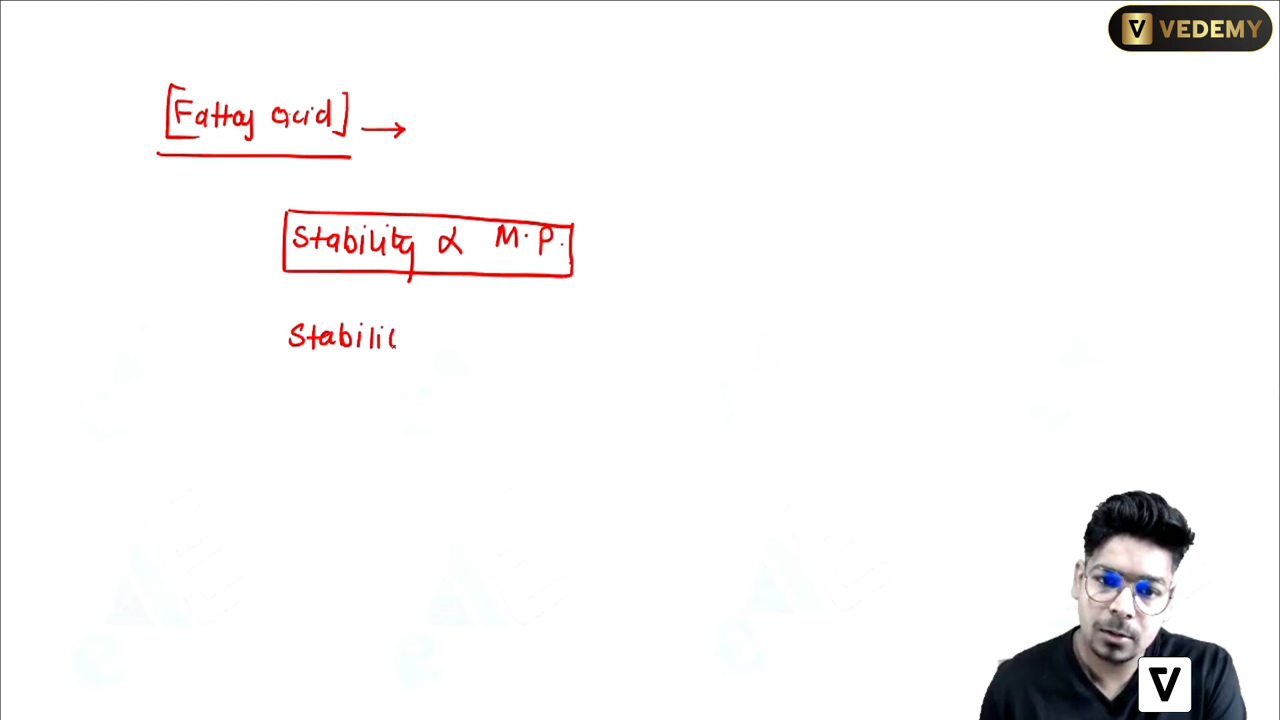 VEDEMY
[Fatty acid] →
Stability ∝ M.P.
Stabili